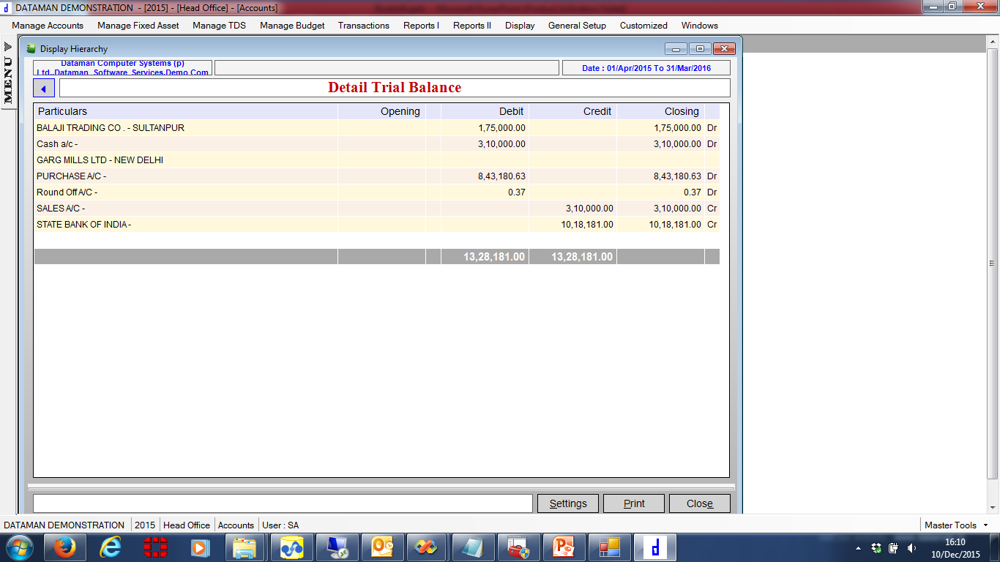 DATAMAN DEMONSTRATION - [2015] - [Head Office] - [Accounts]
Manage Accounts Manage Fixed Asset Manage TDS Manage Budget Transactions Reports I Reports II Display General Setup Customized Windows
MENU
Display Hierarchy
Dataman Computer Systems (p)
Ltd.,Dataman Software Services,Demo Com
Date : 01/Apr/2015 To 31/Mar/2016
Detail Trial Balance
Particulars Opening Debit Credit Closing
BALAJI TRADING CO . - SULTANPUR 1,75,000.00 1,75,000.00 Dr
Cash a/c - 3,10,000.00 3,10,000.00 Dr
GARG MILLS LTD - NEW DELHI
PURCHASE A/C - 8,43,180.63 8,43,180.63 Dr
Round Off A/C - 0.37 0.37 Dr
SALES A/C - 3,10,000.00 3,10,000.00 Cr
STATE BANK OF INDIA - 10,18,181.00 10,18,181.00 Cr
13,28,181.00 13,28,181.00
Settings Print Close
DATAMAN DEMONSTRATION 2015 Head Office Accounts User : SA Master Tools
16:10
10/Dec/2015